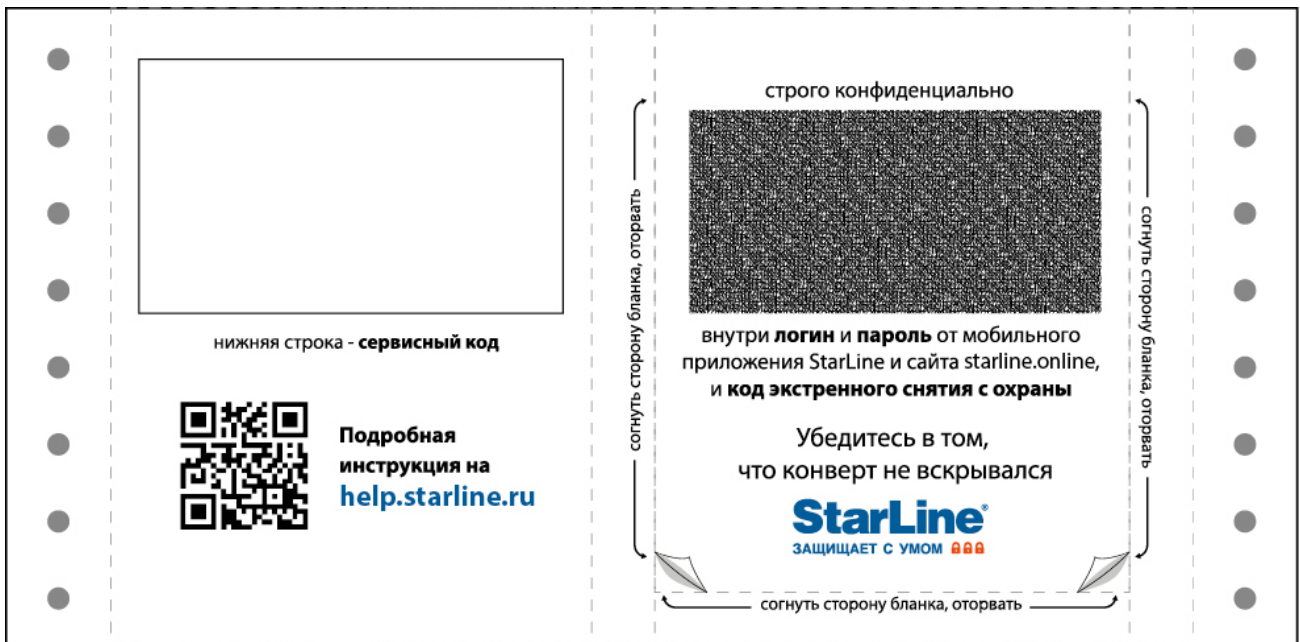 нижняя строка - сервисный код
Подробная
инструкция на
help.starline.ru
строго конфиденциально
внутри логин и пароль от мобильного
приложения StarLine и сайта starline.online,
и код экстренного снятия с охраны
Убедитесь в том,
что конверт не вскрывался
StarLine®
ЗАЩИЩАЕТ С УМОМ
согнуть сторону бланка, оторвать
согнуть сторону бланка, оторвать
согнуть сторону бланка, оторвать